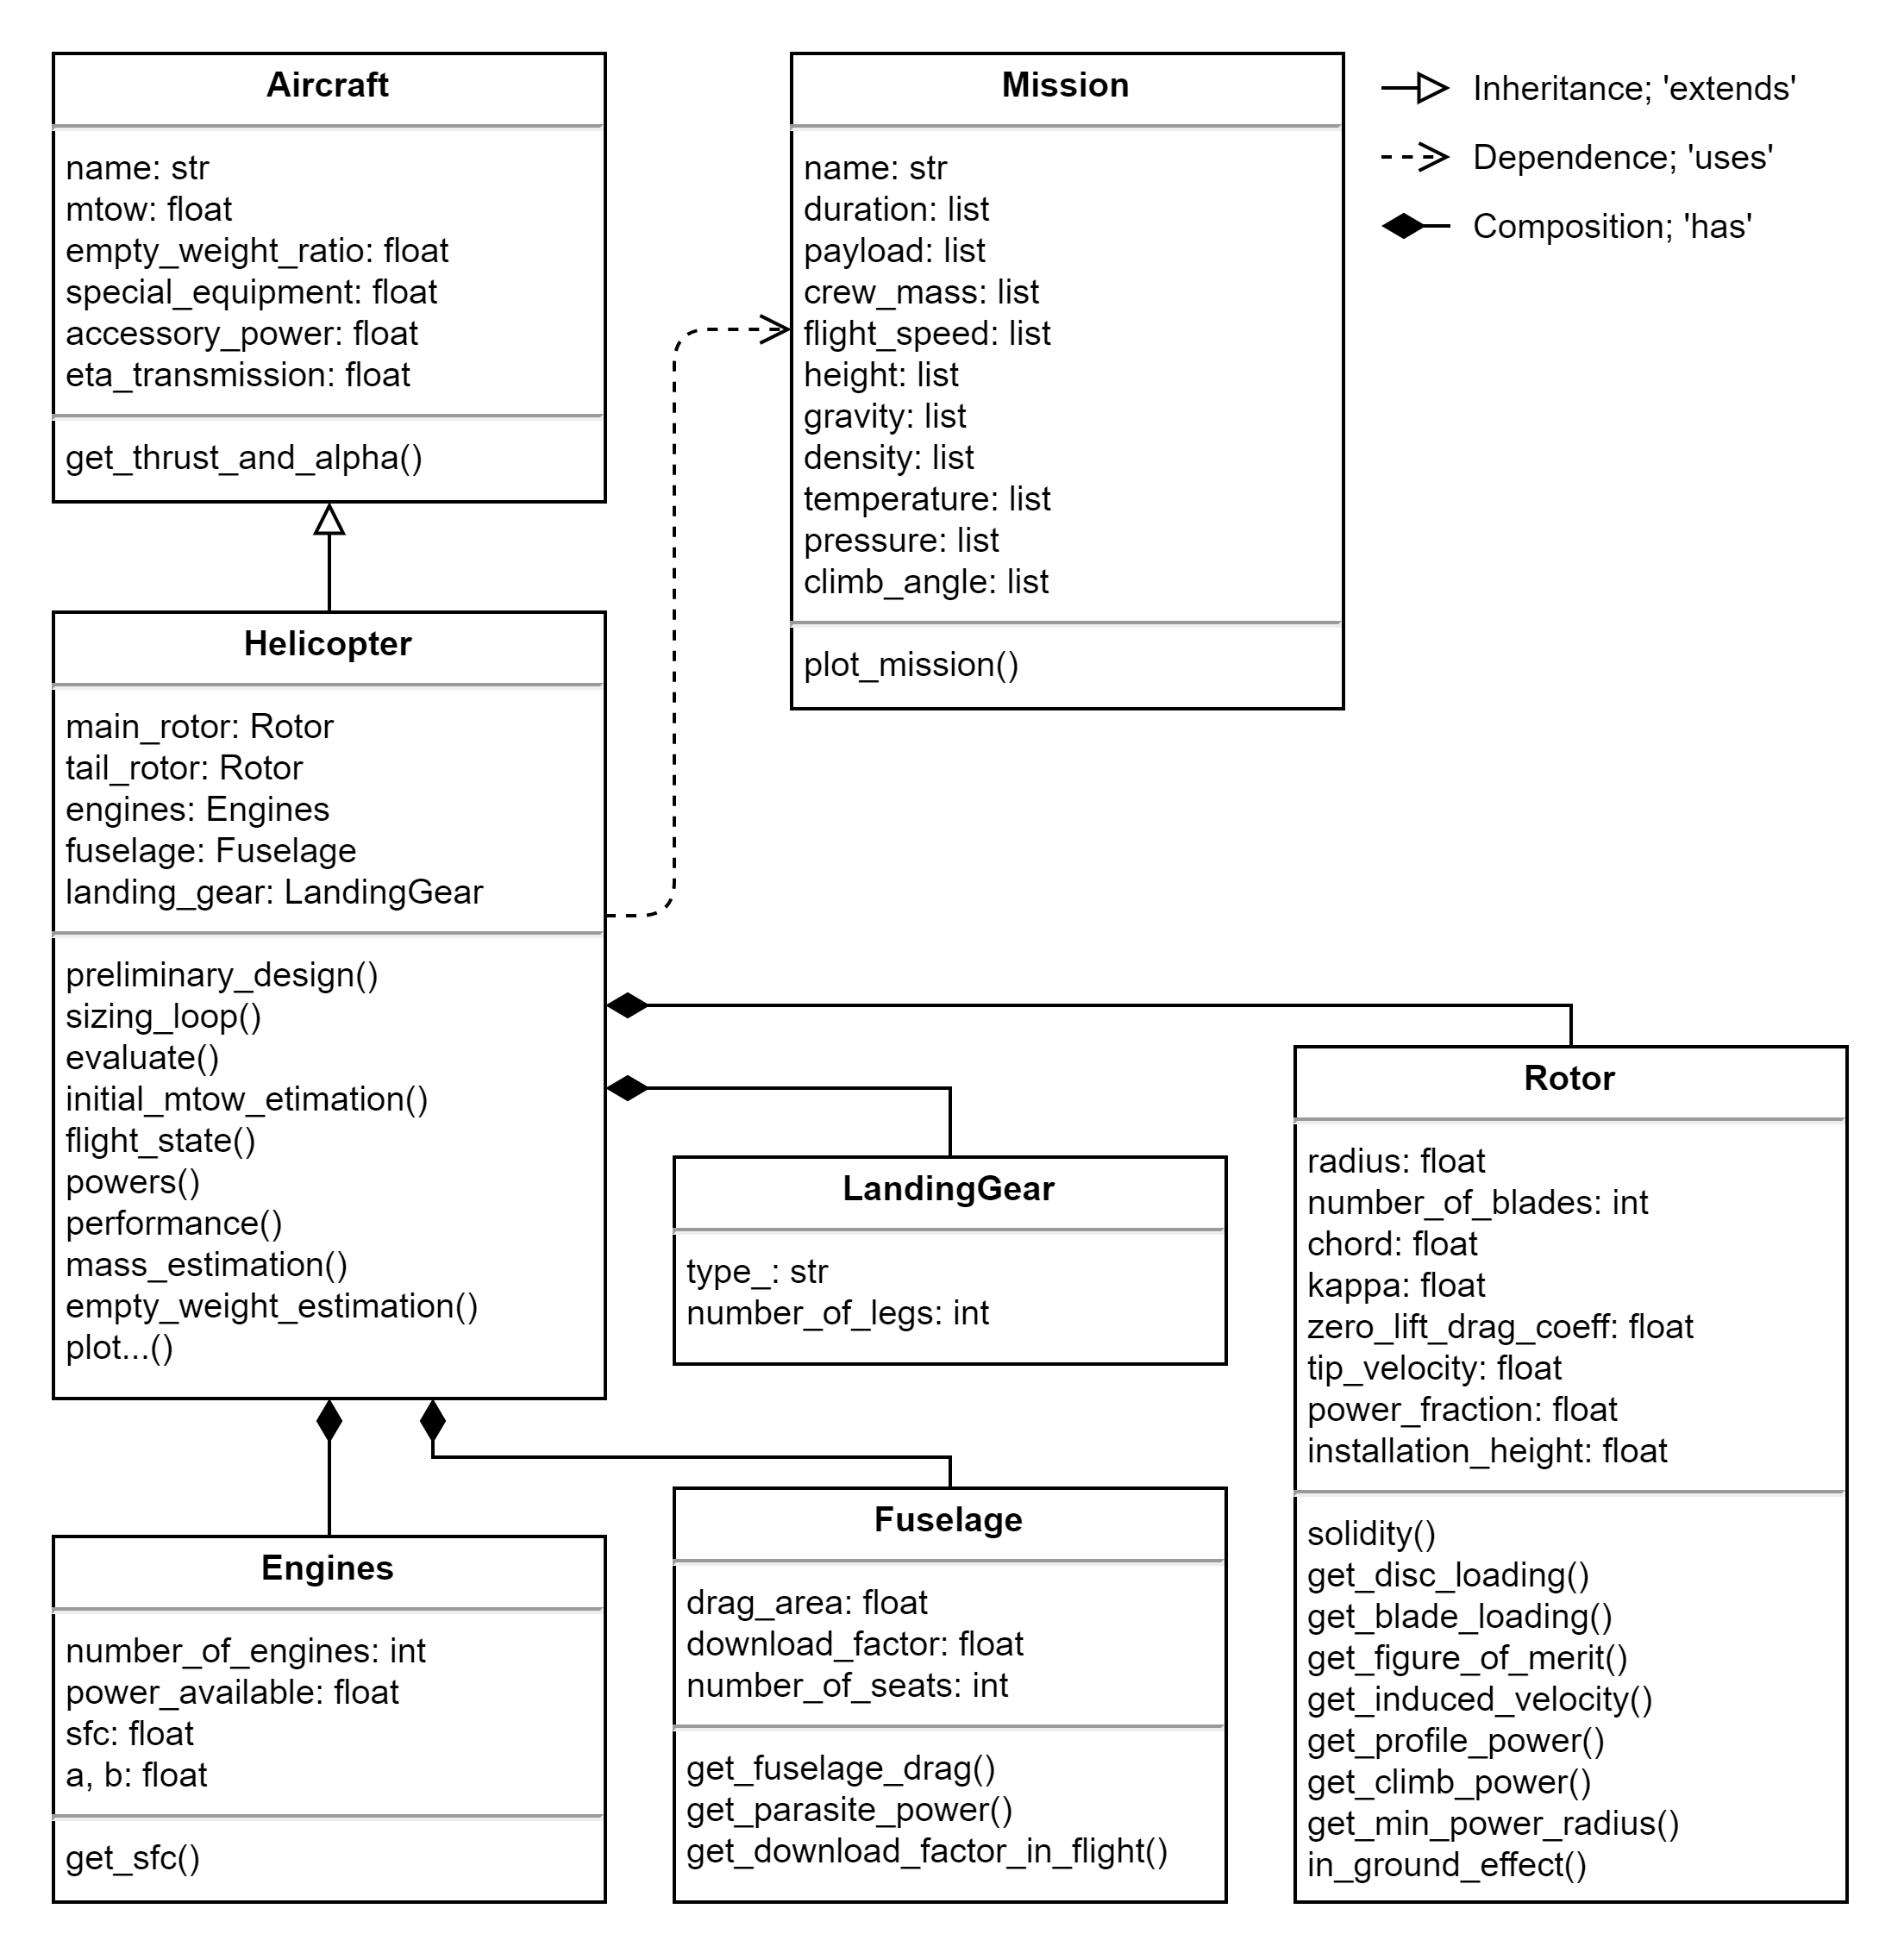 Aircraft
name: str
mtow: float
empty_weight_ratio: float
special_equipment: float
accessory_power: float
eta_transmission: float
get_thrust_and_alpha()
Mission
name: str
duration: list
payload: list
crew_mass: list
flight_speed: list
height: list
gravity: list
density: list
temperature: list
pressure: list
climb_angle: list
plot_mission()
Inheritance; 'extends'
Dependence; 'uses'
Composition; 'has'
Helicopter
main_rotor: Rotor
tail_rotor: Rotor
engines: Engines
fuselage: Fuselage
landing_gear: LandingGear
preliminary_design()
sizing_loop()
evaluate()
initial_mtow_etimation()
flight_state()
powers()
performance()
mass_estimation()
empty_weight_estimation()
plot...()
LandingGear
type_: str
number_of_legs: int
Rotor
radius: float
number_of_blades: int
chord: float
kappa: float
zero_lift_drag_coeff: float
tip_velocity: float
power_fraction: float
installation_height: float
solidity()
get_disc_loading()
get_blade_loading()
get_figure_of_merit()
get_induced_velocity()
get_profile_power()
get_climb_power()
get_min_power_radius()
in_ground_effect()
Engines
number_of_engines: int
power_available: float
sfc: float
a, b: float
get_sfc()
Fuselage
drag_area: float
download_factor: float
number_of_seats: int
get_fuselage_drag()
get_parasite_power()
get_download_factor_in_flight()